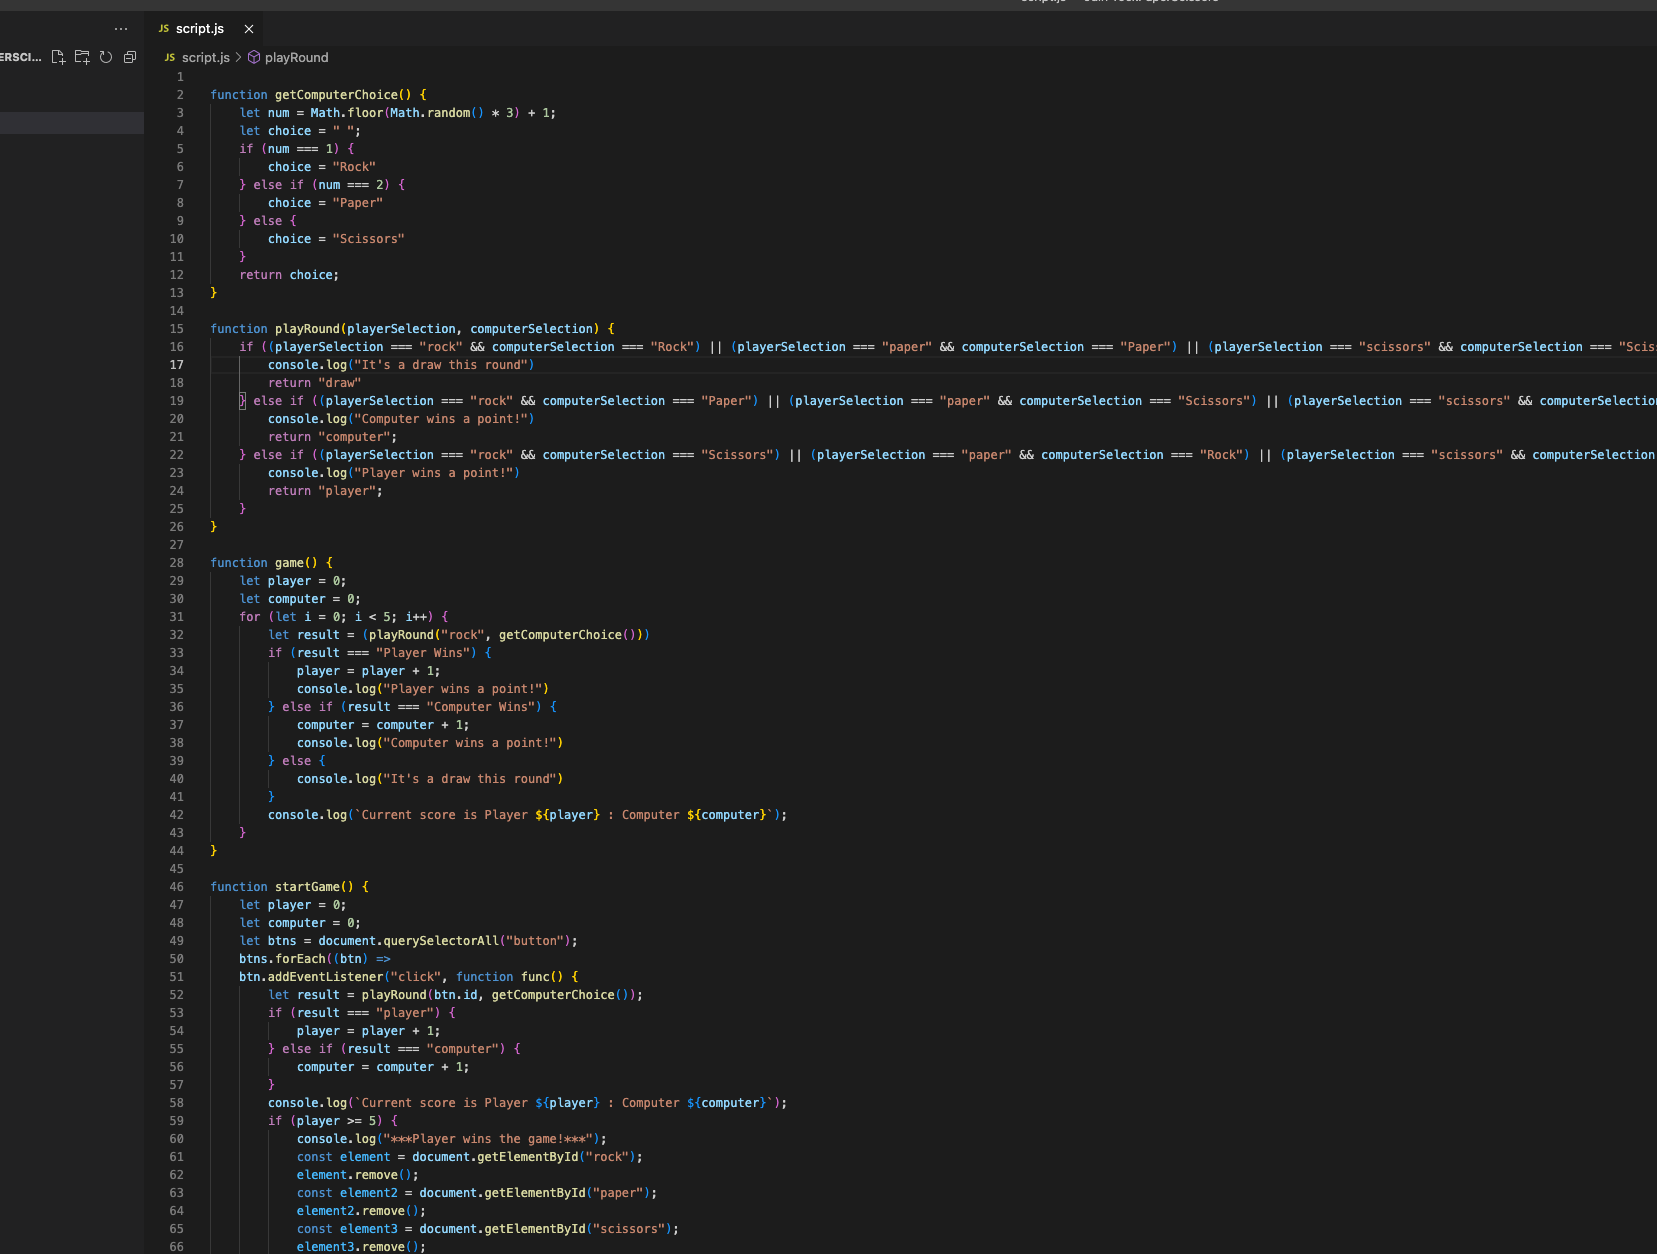 JS script.js
ERSCI...
JS script.js > playRound
1
2 function getComputerChoice() {
3 let num = Math.floor(Math.random() * 3) + 1;
4 let choice = " ";
5 if (num === 1) {
6 choice = "Rock"
7 } else if (num === 2) {
8 choice = "Paper"
9 } else {
10 choice = "Scissors"
11 }
12 return choice;
13 }
14
15 function playRound(playerSelection, computerSelection) {
16 if ((playerSelection === "rock" && computerSelection === "Rock") || (playerSelection === "paper" && computerSelection === "Paper") || (playerSelection === "scissors" && computerSelection === "Scis
17 console.log("It's a draw this round")
18 return "draw"
19 } else if ((playerSelection === "rock" && computerSelection === "Paper") || (playerSelection === "paper" && computerSelection === "Scissors") || (playerSelection === "scissors" && computerSelection
20 console.log("Computer wins a point!")
21 return "computer";
22 } else if ((playerSelection === "rock" && computerSelection === "Scissors") || (playerSelection === "paper" && computerSelection === "Rock") || (playerSelection === "scissors" && computerSelection
23 console.log("Player wins a point!")
24 return "player";
25 }
26 }
27
28 function game() {
29 let player = 0;
30 let computer = 0;
31 for (let i = 0; i < 5; i++) {
32 let result = (playRound("rock", getComputerChoice()))
33 if (result === "Player Wins") {
34 player = player + 1;
35 console.log("Player wins a point!")
36 } else if (result === "Computer Wins") {
37 computer = computer + 1;
38 console.log("Computer wins a point!")
39 } else {
40 console.log("It's a draw this round")
41 }
42 console.log(`Current score is Player ${player} : Computer ${computer}`);
43 }
44 }
45
46 function startGame() {
47 let player = 0;
48 let computer = 0;
49 let btns = document.querySelectorAll("button");
50 btns.forEach((btn) =>
51 btn.addEventListener("click", function func() {
52 let result = playRound(btn.id, getComputerChoice());
53 if (result === "player") {
54 player = player + 1;
55 } else if (result === "computer") {
56 computer = computer + 1;
57 }
58 console.log(`Current score is Player ${player} : Computer ${computer}`);
59 if (player >= 5) {
60 console.log("***Player wins the game!***");
61 const element = document.getElementById("rock");
62 element.remove();
63 const element2 = document.getElementById("paper");
64 element2.remove();
65 const element3 = document.getElementById("scissors");
66 element3.remove();